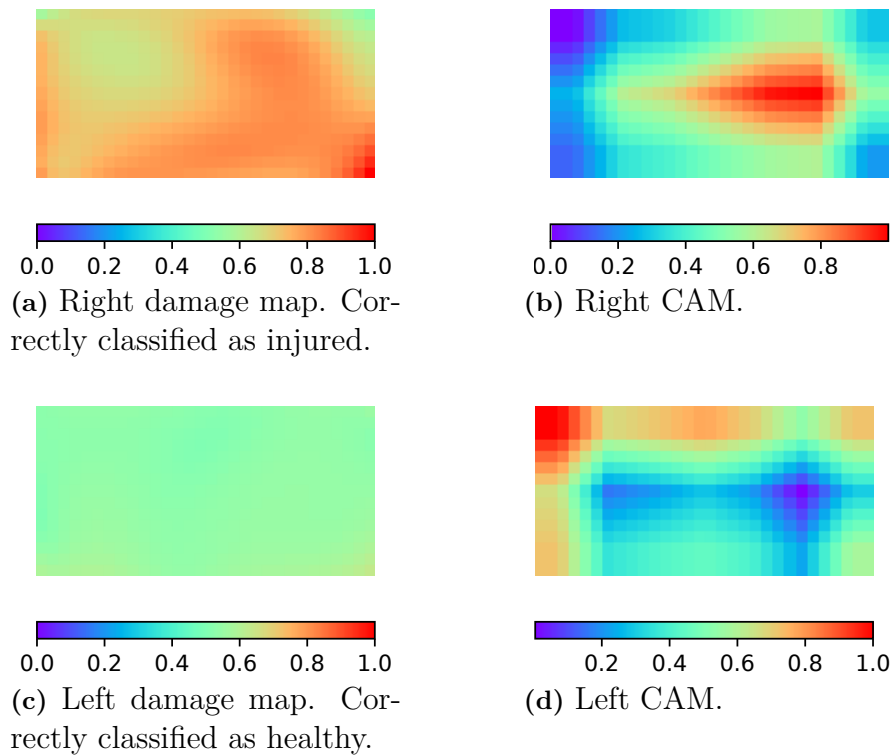 0.0 0.2 0.4 0.6 0.8 1.0
0.0 0.2 0.4 0.6 0.8
(a) Right damage map. Cor-
rectly classified as injured.
(b) Right CAM.
0.0 0.2 0.4 0.6 0.8 1.0
0.2 0.4 0.6 0.8 1.0
(c) Left damage map. Cor-
rectly classified as healthy.
(d) Left CAM.